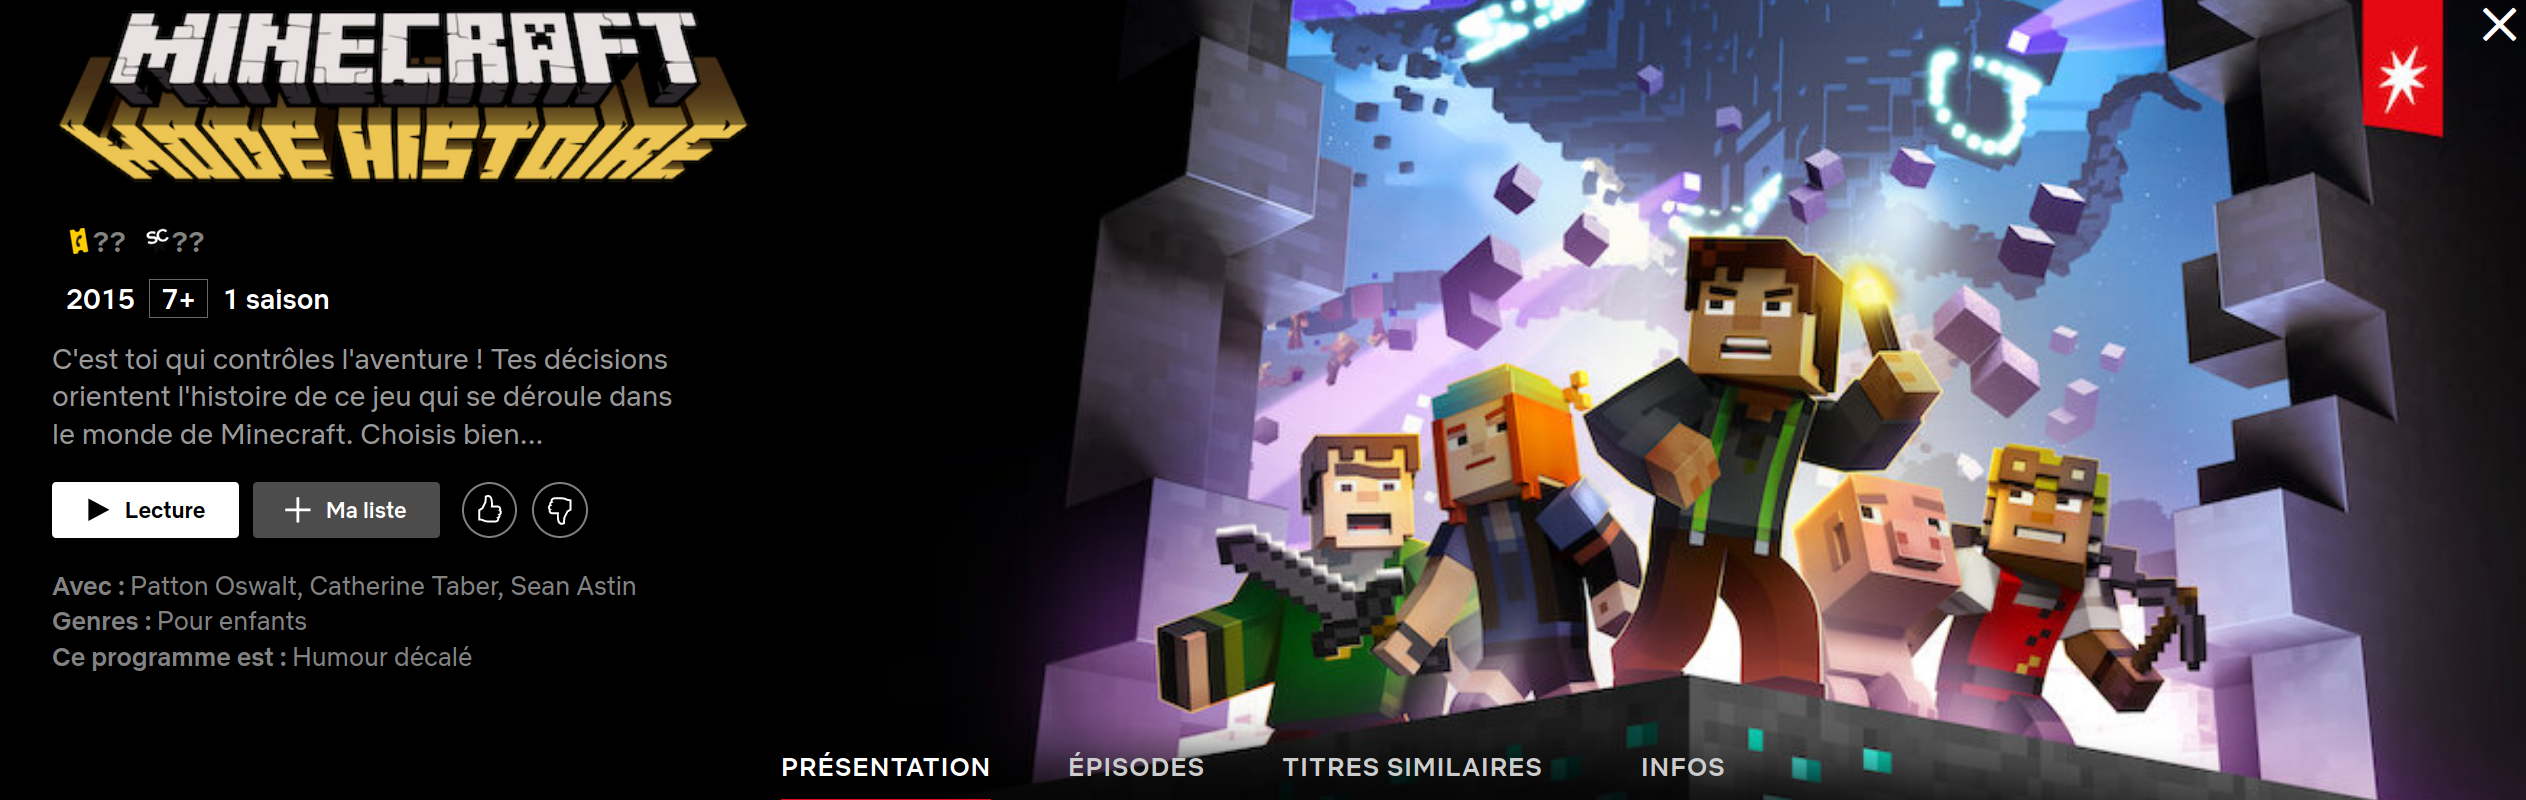 MINECRAFT
MODE HISTOIRE
?? SC ??
2015 7+ 1 saison
C'est toi qui contrôles l'aventure ! Tes décisions
orientent l'histoire de ce jeu qui se déroule dans
le monde de Minecraft. Choisis bien...
Lecture
Ma liste
Avec : Patton Oswalt, Catherine Taber, Sean Astin
Genres : Pour enfants
Ce programme est : Humour décalé
PRÉSENTATION
ÉPISODES
TITRES SIMILAIRES
INFOS